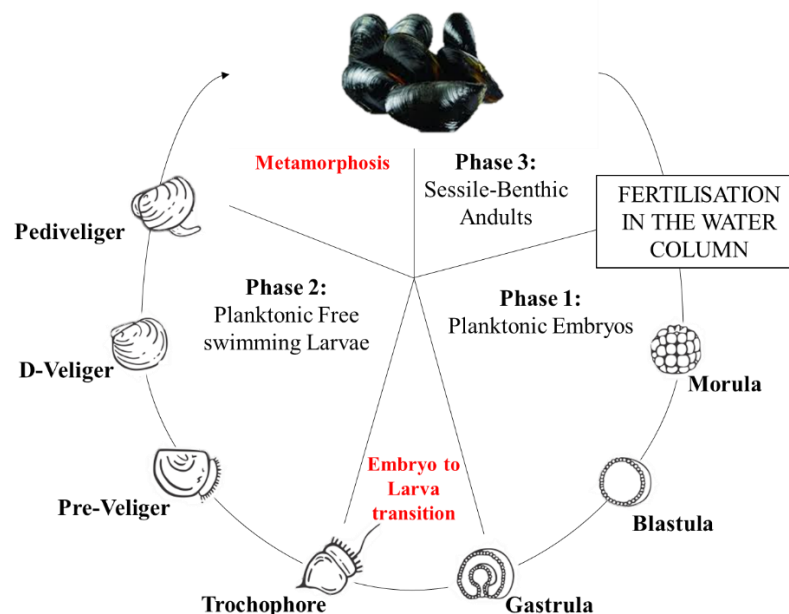 Metamorphosis
Phase 3:
Sessile-Benthic
Andults
FERTILISATION
IN THE WATER
COLUMN
Pediveliger
Phase 2:
Planktonic Free
swimming Larvae
Phase 1:
Planktonic Embryos
D-Veliger
Morula
Embryo to
Larva
transition
Pre-Veliger
Blastula
Trochophore
Gastrula